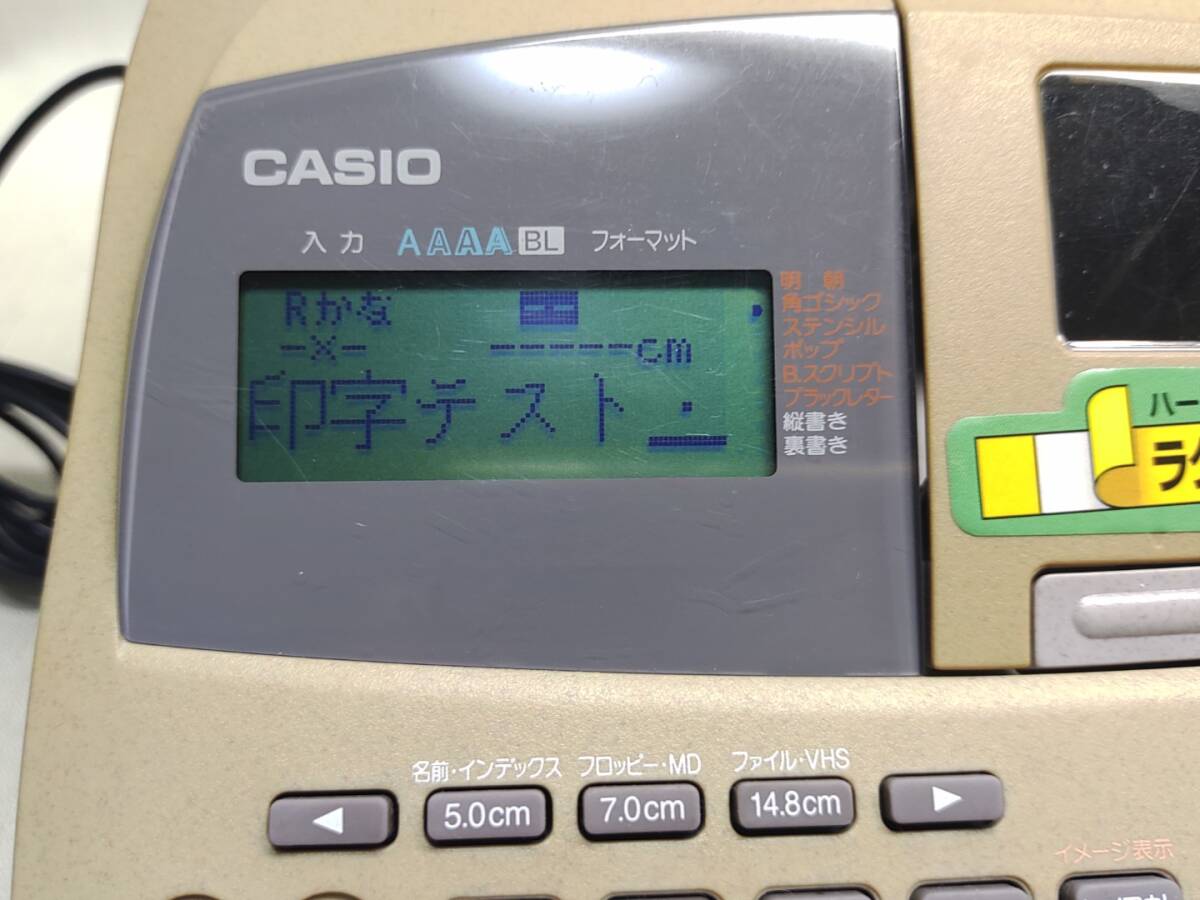 CASIO
入力 AAAA BL フォーマット
Rかな
-×- -----cm
印字テスト.
明朝
角ゴシック
ステンシル
ポップ
B.スクリプト
ブラックレター
縦書き
裏書き
ハー
ラク
名前・インデックス フロッピー・MD ファイル・VHS
◀ 5.0cm 7.0cm 14.8cm ▶
イメージ表示